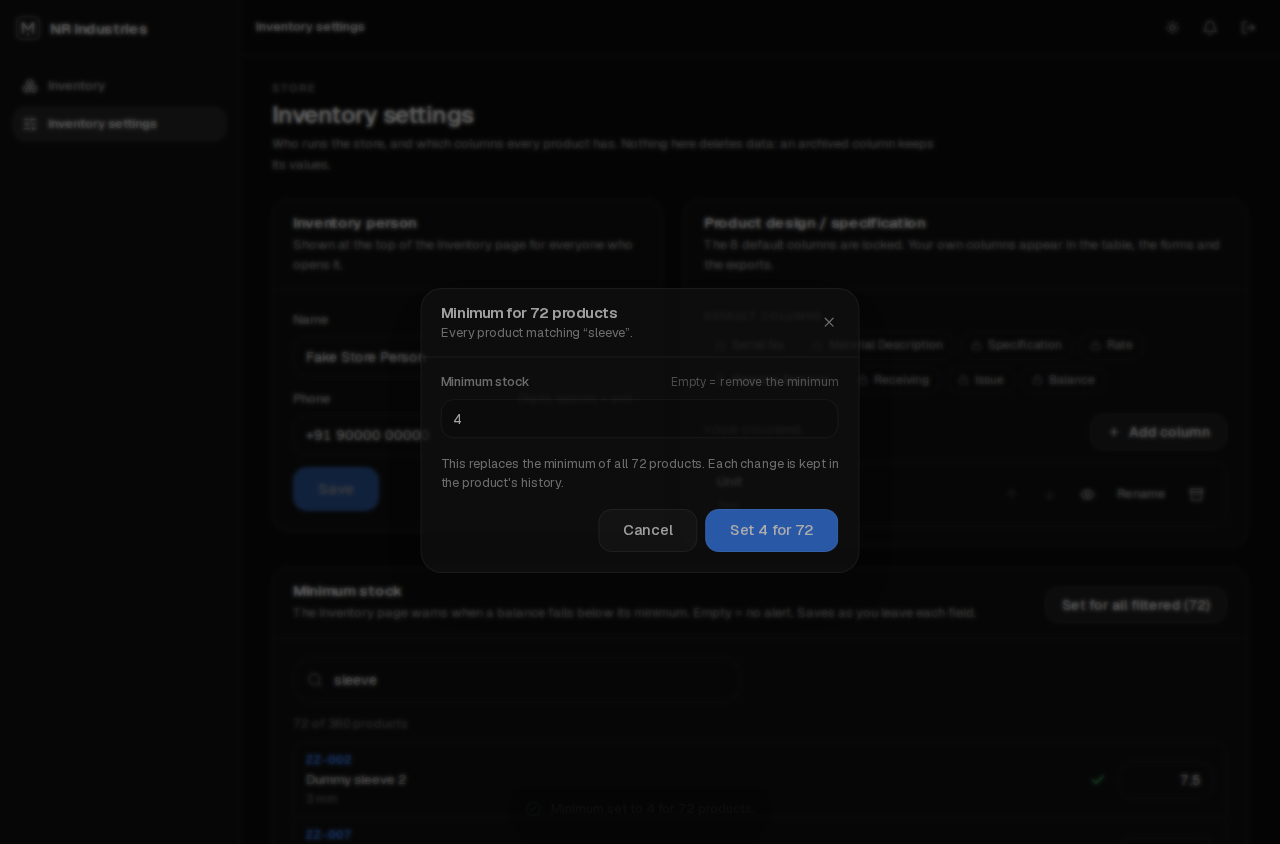 NR Industries
Inventory settings
Inventory
Inventory settings
STORE
Inventory settings
Who runs the store, and which columns every product has. Nothing here deletes data: an archived column keeps
its values.
Inventory person
Shown at the top of the Inventory page for everyone who
opens it.
Product design / specification
The 8 default columns are locked. Your own columns appear in the table, the forms and
the exports.
Name
Fake Store Person
Phone
+91 90000 00000
Save
Specification
Rate
Receiving
Issue
Balance
Add column
Unit
Rename
Minimum for 72 products
Every product matching “sleeve”.
Minimum stock
Empty = remove the minimum
4
This replaces the minimum of all 72 products. Each change is kept in
the product's history.
Cancel
Set 4 for 72
Minimum stock
The Inventory page warns when a balance falls below its minimum. Empty = no alert. Saves as you leave each field.
Set for all filtered (72)
sleeve
72 of 360 products
ZZ-002
Dummy sleeve 2
3 mm
7.5
Minimum set to 4 for 72 products.
ZZ-007